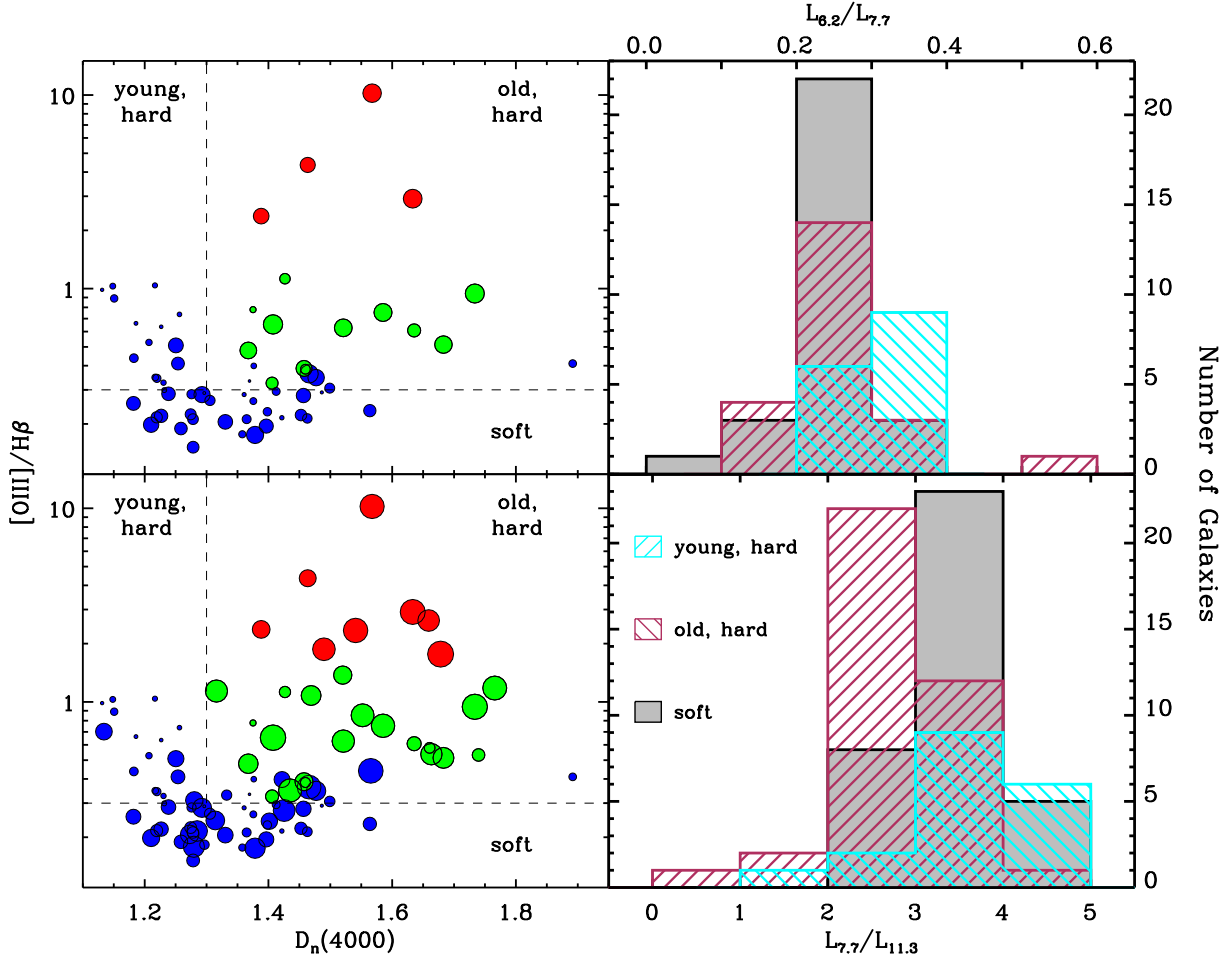 L6.2/L7.7
0.0 0.2 0.4 0.6
10
1
young,
hard
old,
hard
soft
20
15
10
5
0
[OIII]/Hβ
Number of Galaxies
10
1
young,
hard
old,
hard
soft
young, hard
old, hard
soft
20
15
10
5
0
1.2 1.4 1.6 1.8
Dn(4000)
0 1 2 3 4 5
L7.7/L11.3